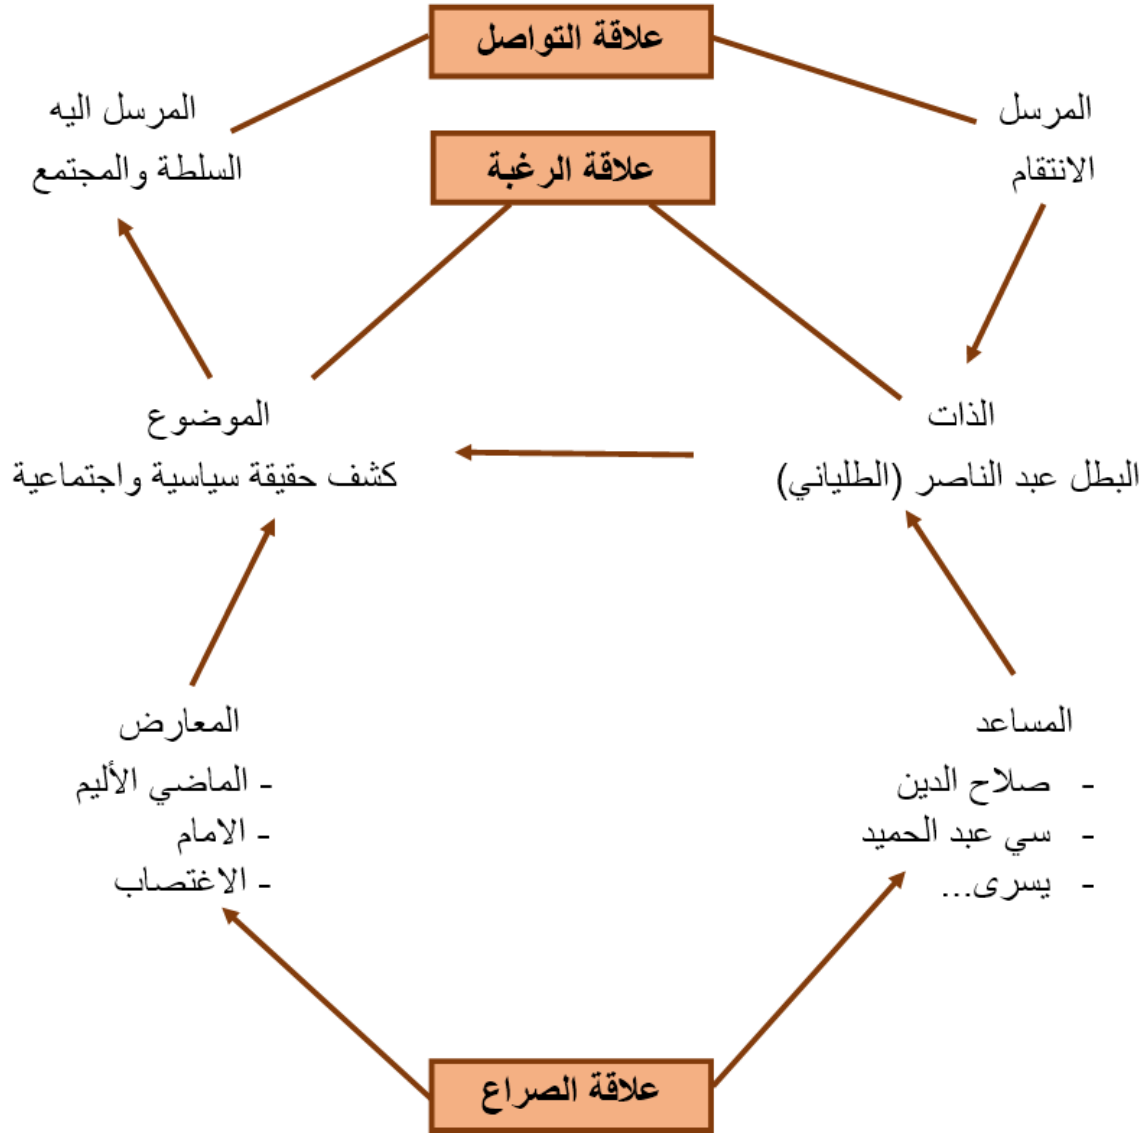 علاقة التواصل
المرسل
الانتقام
المرسل اليه
السلطة والمجتمع
علاقة الرغبة
الذات
البطل عبد الناصر (الطلياني)
الموضوع
كشف حقيقة سياسية واجتماعية
المساعد
- صلاح الدين
- سي عبد الحميد
- يسرى...
المعارض
- الماضي الأليم
- الامام
- الاغتصاب
علاقة الصراع